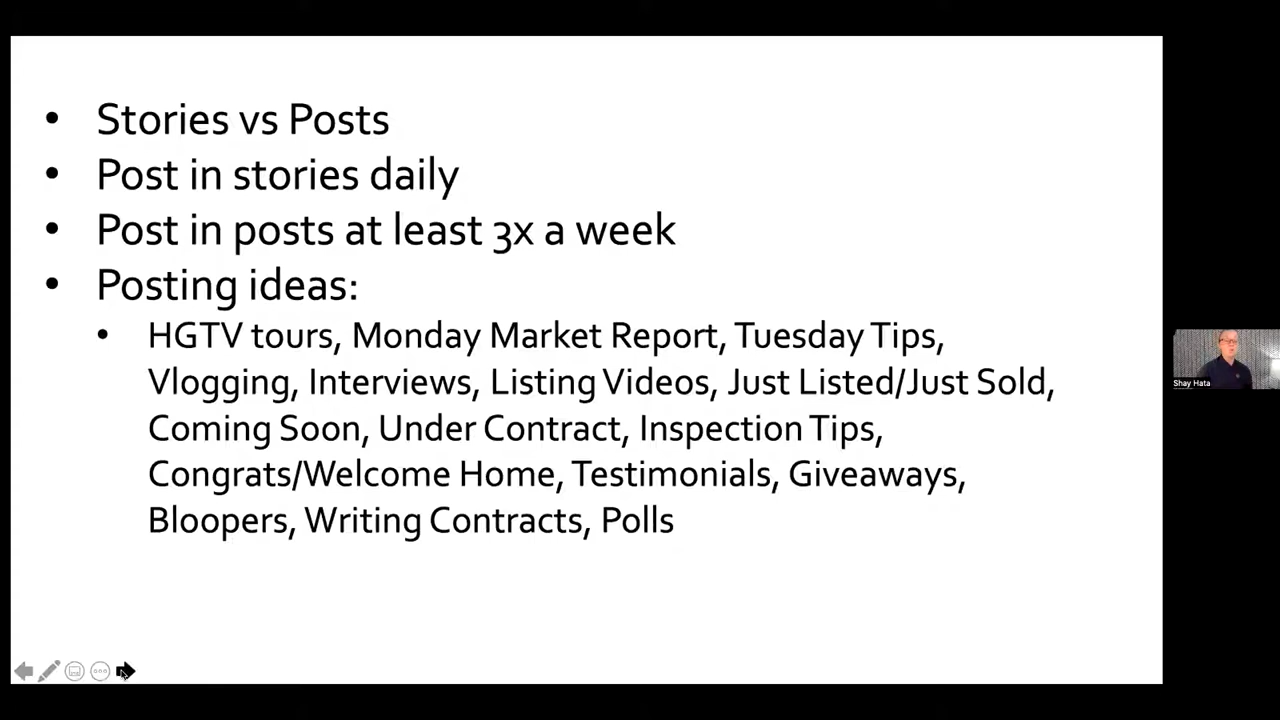 • Stories vs Posts
• Post in stories daily
• Post in posts at least 3x a week
• Posting ideas:
• HGTV tours, Monday Market Report, Tuesday Tips,
Vlogging, Interviews, Listing Videos, Just Listed/Just Sold,
Coming Soon, Under Contract, Inspection Tips,
Congrats/Welcome Home, Testimonials, Giveaways,
Bloopers, Writing Contracts, Polls
Shay Hata